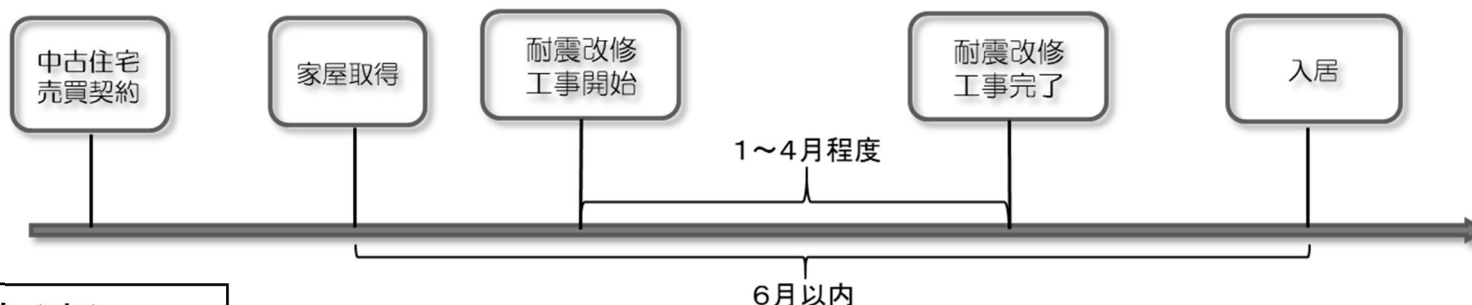 中古住宅
売買契約
家屋取得
耐震改修
工事開始
耐震改修
工事完了
入居
1～4月程度
6月以内